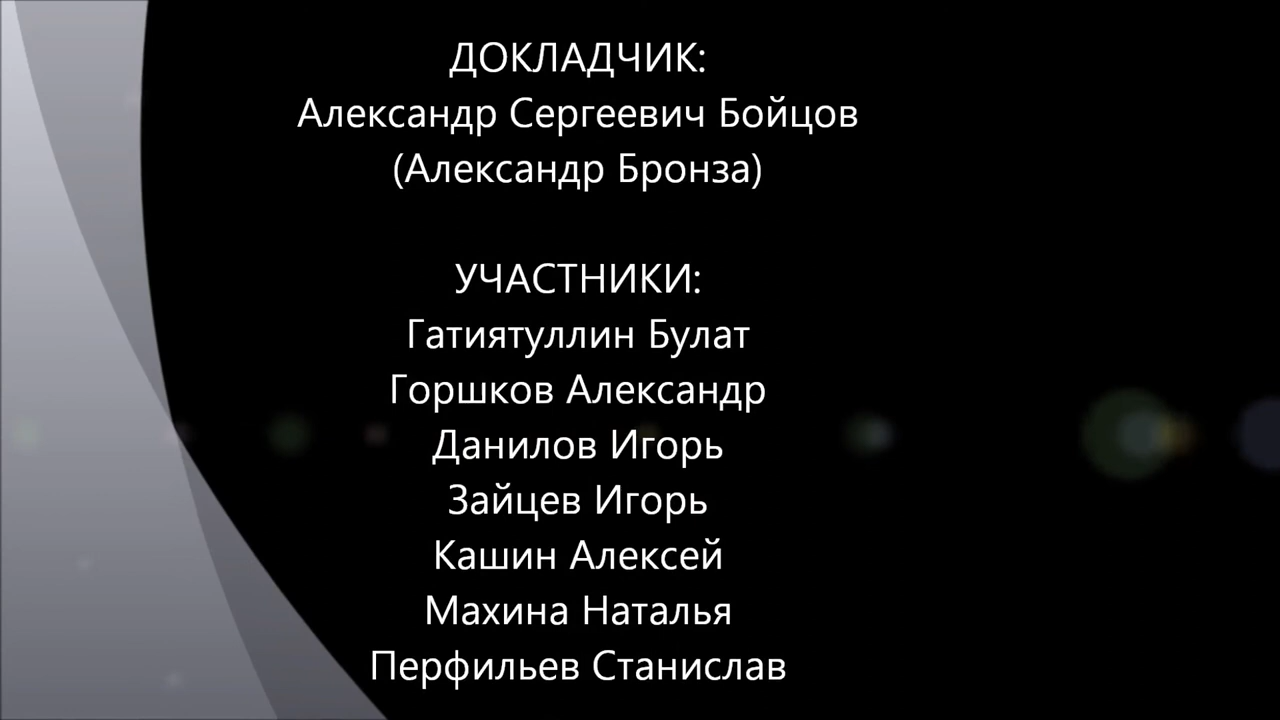 ДОКЛАДЧИК:
Александр Сергеевич Бойцов
(Александр Бронза)
УЧАСТНИКИ:
Гатиятуллин Булат
Горшков Александр
Данилов Игорь
Зайцев Игорь
Кашин Алексей
Махина Наталья
Перфильев Станислав